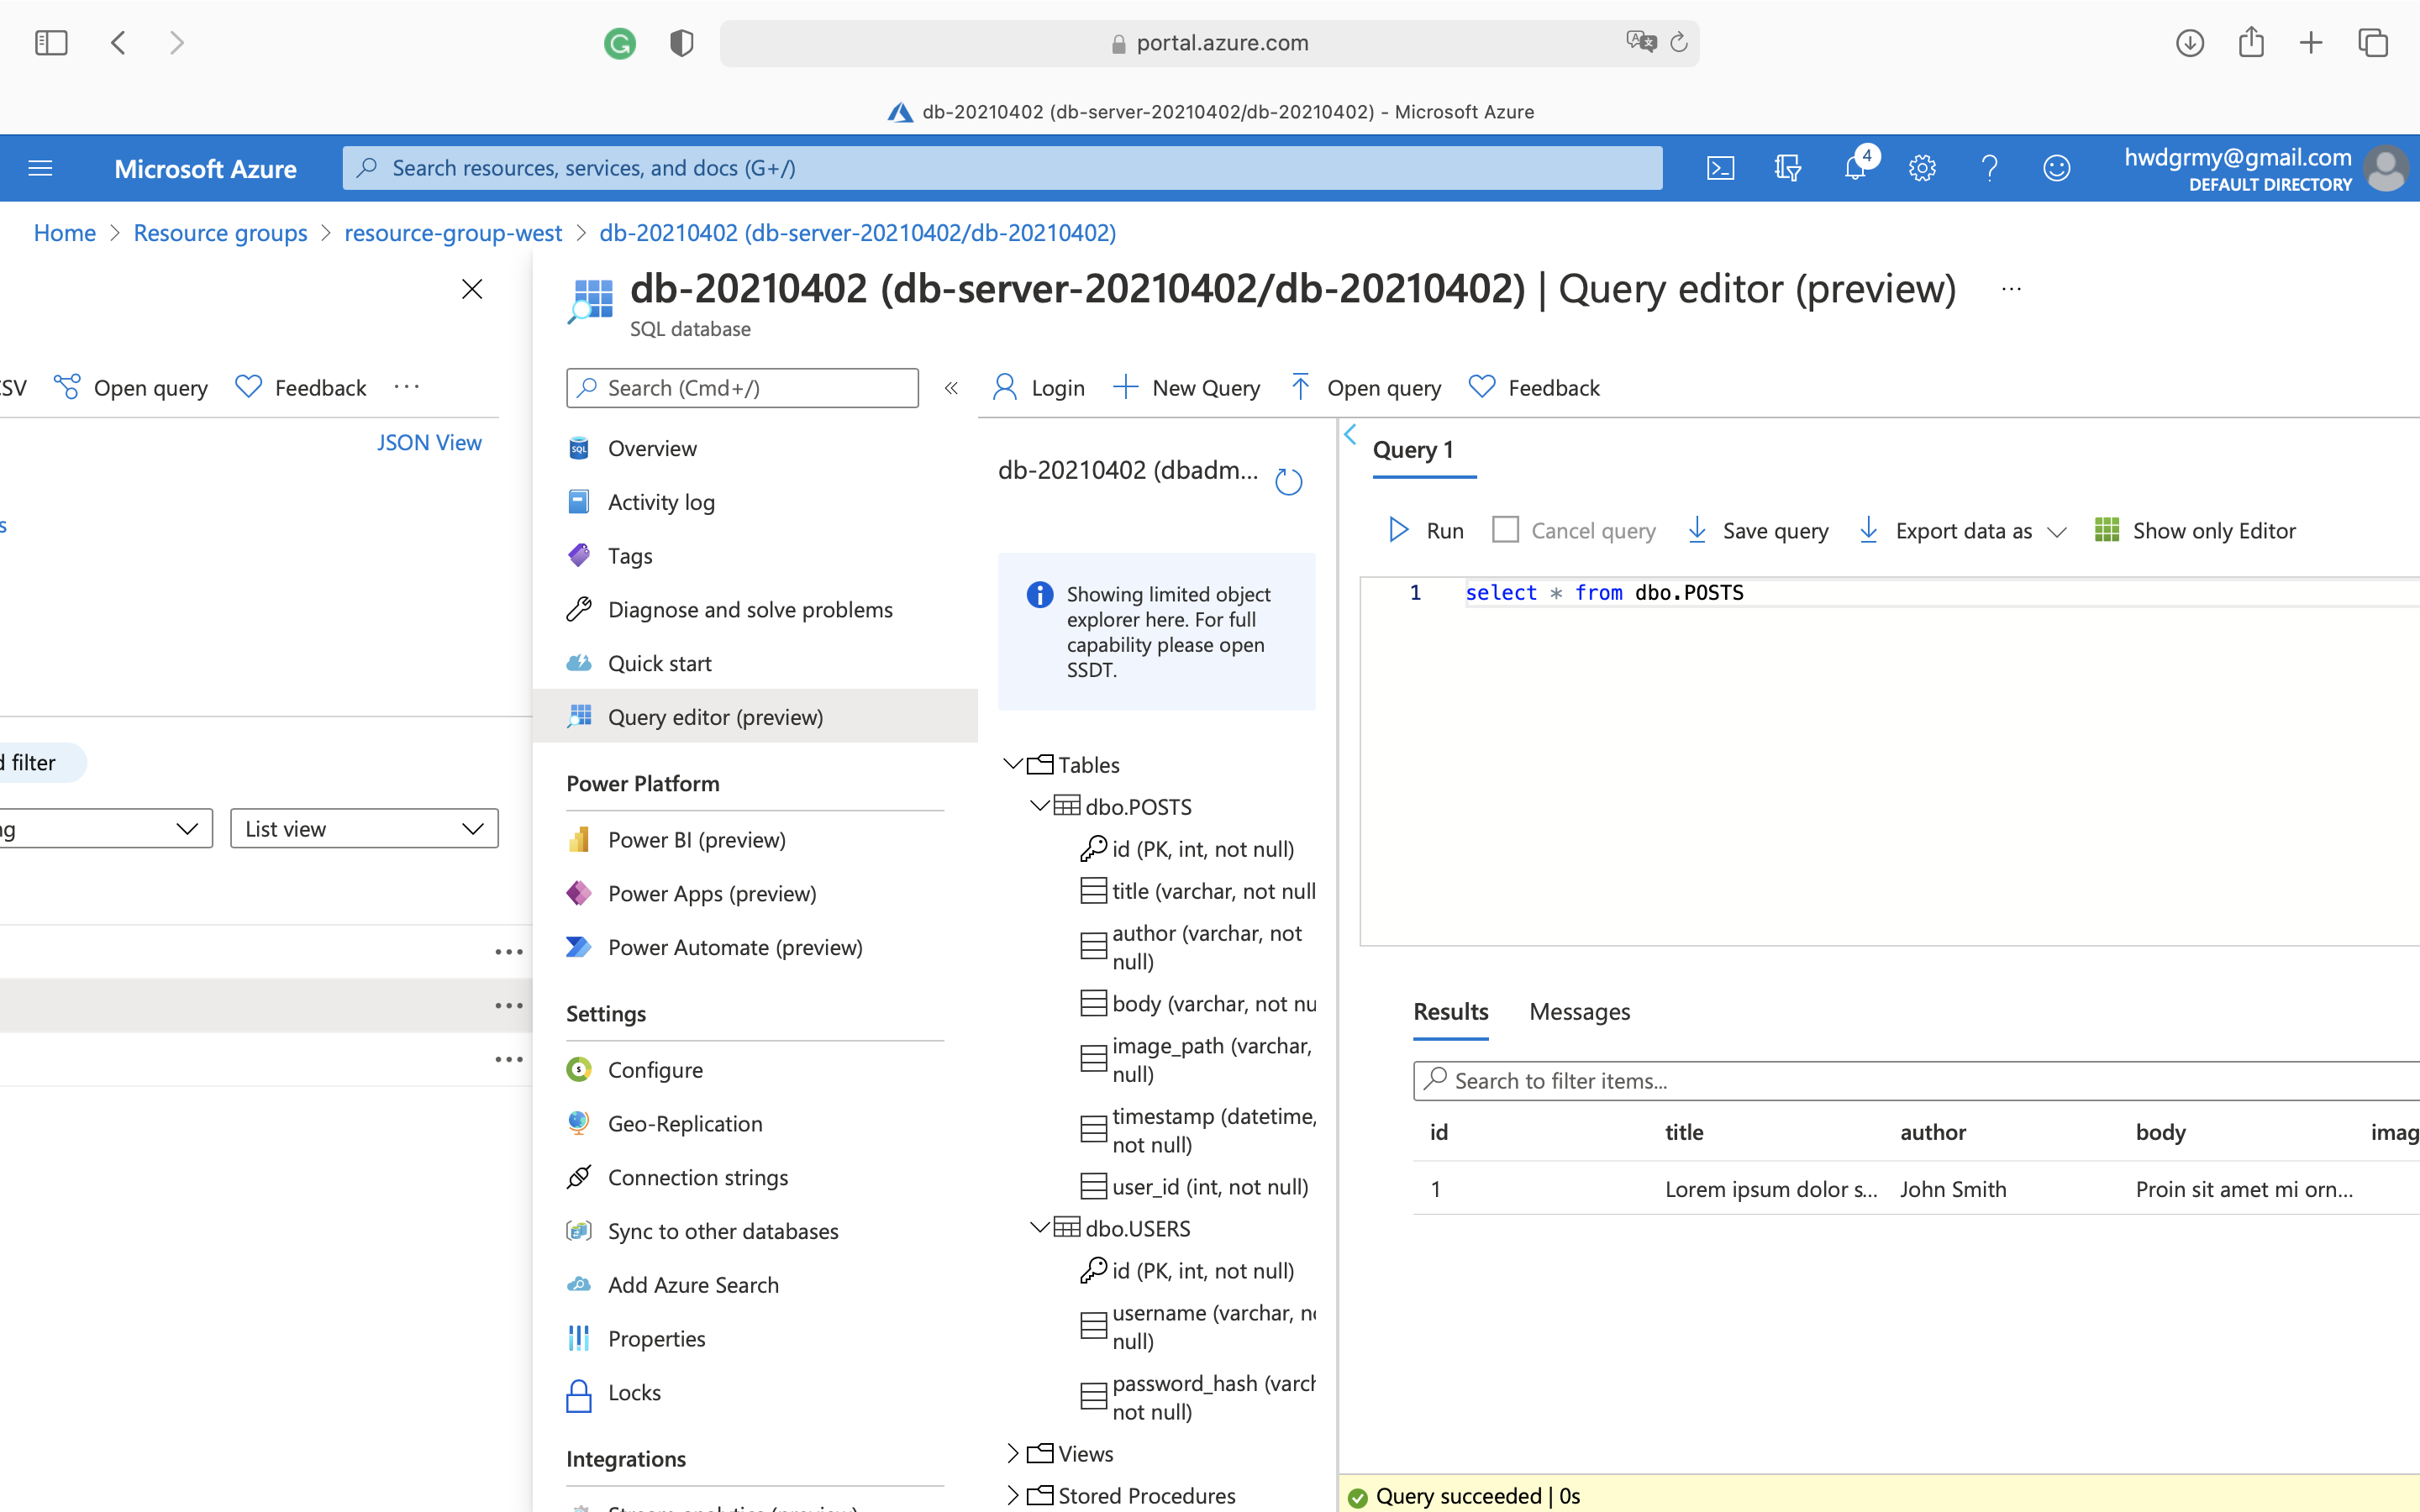 portal.azure.com
db-20210402 (db-server-20210402/db-20210402) - Microsoft Azure
Microsoft Azure
Search resources, services, and docs (G+/)
4
hwdgrmy@gmail.com
DEFAULT DIRECTORY
Home > Resource groups > resource-group-west > db-20210402 (db-server-20210402/db-20210402)
db-20210402 (db-server-20210402/db-20210402) | Query editor (preview) ...
SQL database
SV
Open query
Feedback
...
JSON View
s
d filter
ng
List view
Search (Cmd+/)
«
Overview
Activity log
Tags
Diagnose and solve problems
Quick start
Query editor (preview)
Power Platform
Power BI (preview)
Power Apps (preview)
Power Automate (preview)
Settings
Configure
Geo-Replication
Connection strings
Sync to other databases
Add Azure Search
Properties
Locks
Integrations
Login
New Query
Open query
Feedback
db-20210402 (dbadm...
Showing limited object
explorer here. For full
capability please open
SSDT.
Tables
dbo.POSTS
id (PK, int, not null)
title (varchar, not null
author (varchar, not
null)
body (varchar, not nu
image_path (varchar,
null)
timestamp (datetime,
not null)
user_id (int, not null)
dbo.USERS
id (PK, int, not null)
username (varchar, no
null)
password_hash (varch
not null)
Views
Stored Procedures
Query 1
Run
Cancel query
Save query
Export data as
Show only Editor
1 select * from dbo.POSTS
Results
Messages
Search to filter items...
id title author body imag
1 Lorem ipsum dolor s... John Smith Proin sit amet mi orn...
Query succeeded | 0s